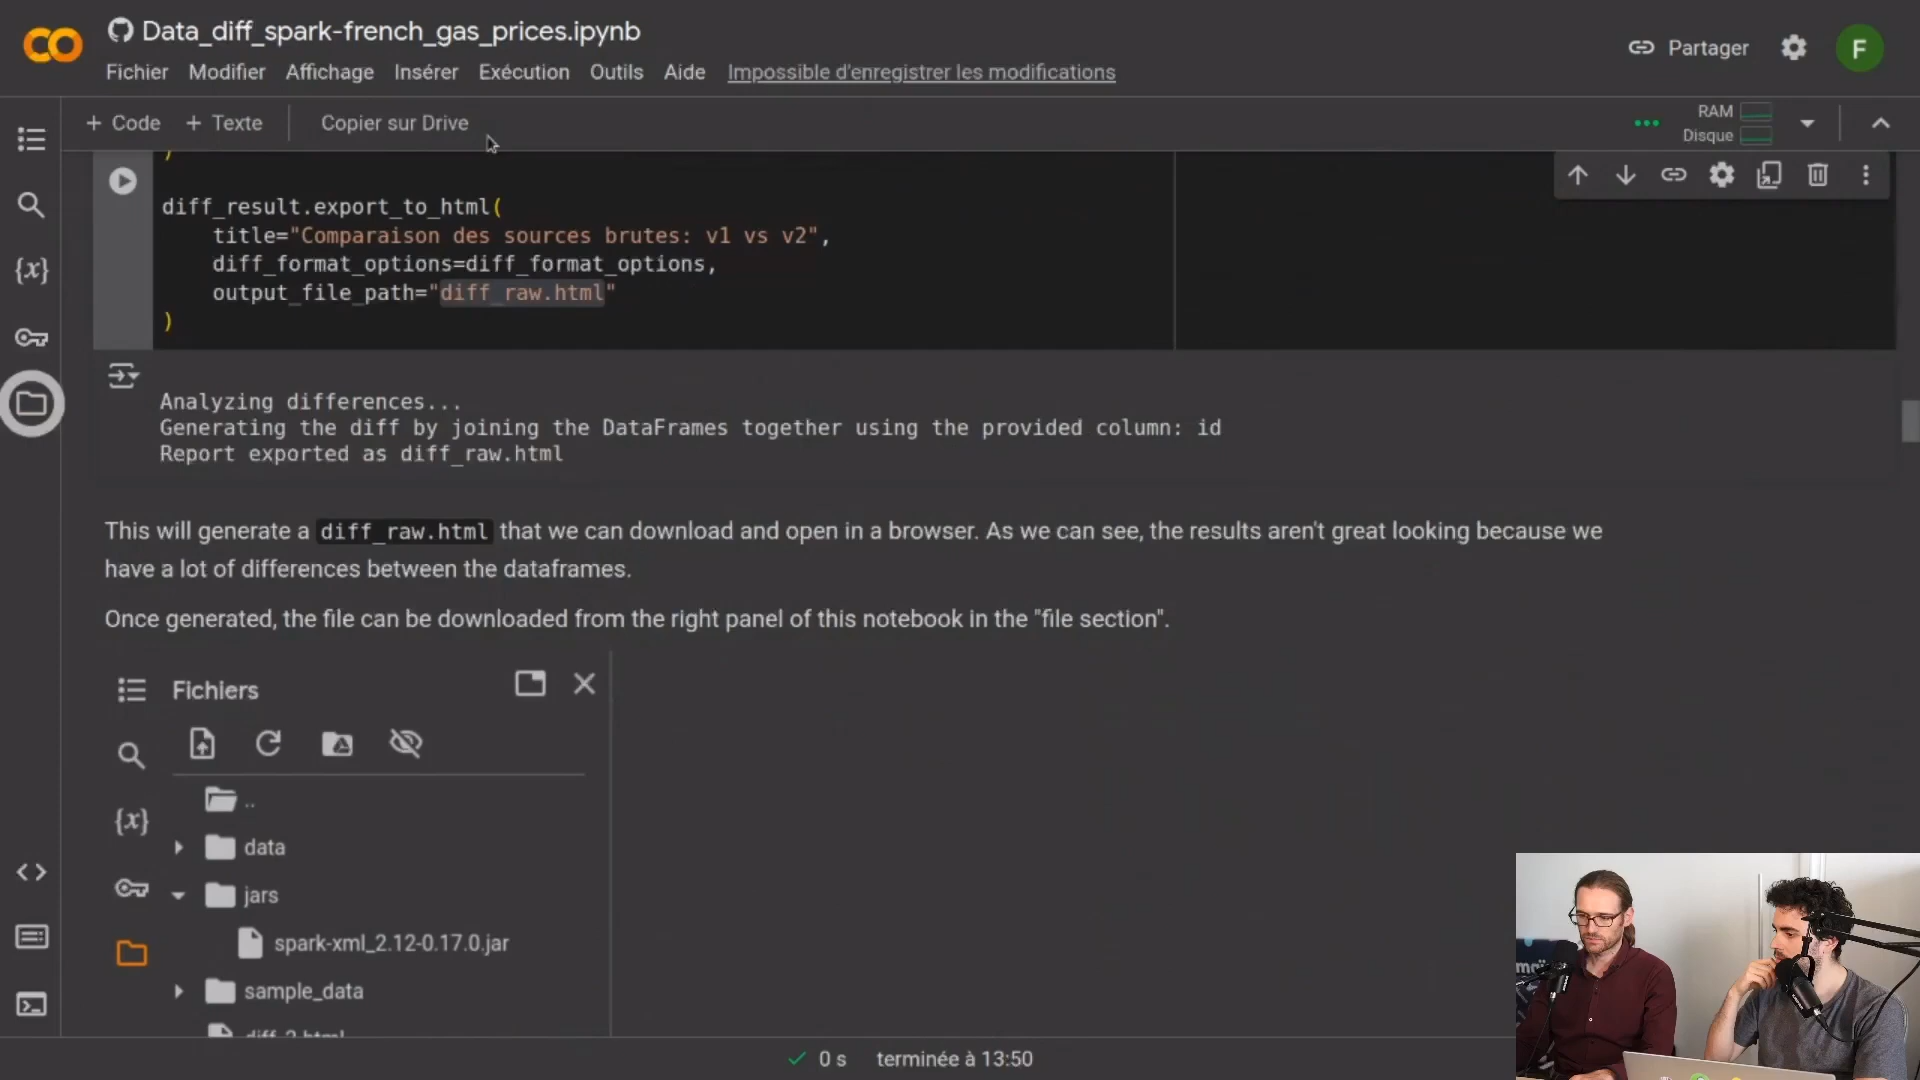 Data_diff_spark-french_gas_prices.ipynb
Partager
F
Fichier Modifier Affichage Insérer Exécution Outils Aide Impossible d'enregistrer les modifications
+ Code + Texte Copier sur Drive
RAM
Disque
)
diff_result.export_to_html(
title="Comparaison des sources brutes: v1 vs v2",
diff_format_options=diff_format_options,
output_file_path="diff_raw.html"
)
Analyzing differences...
Generating the diff by joining the DataFrames together using the provided column: id
Report exported as diff_raw.html
This will generate a diff_raw.html that we can download and open in a browser. As we can see, the results aren't great looking because we
have a lot of differences between the dataframes.
Once generated, the file can be downloaded from the right panel of this notebook in the "file section".
Fichiers
..
{x}
data
jars
spark-xml_2.12-0.17.0.jar
sample_data
diff_2.html
0 s terminée à 13:50